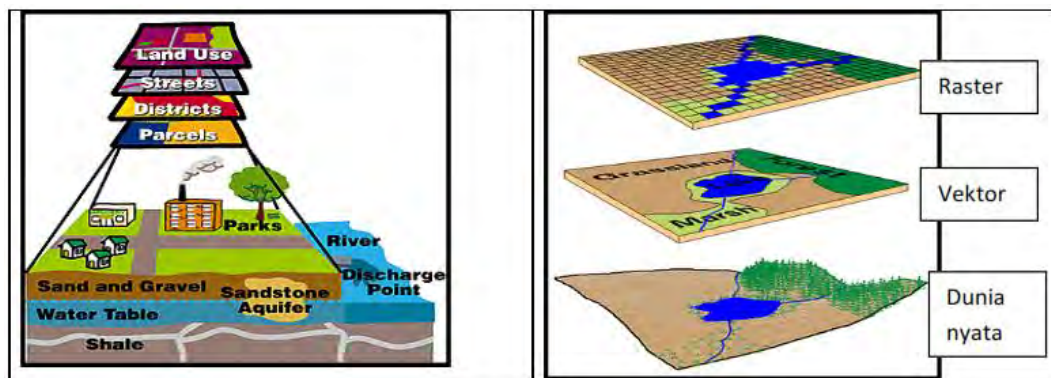 Land Use
Streets
Districts
Parcels
Parks
River
Discharge
Point
Sand and Gravel
Sandstone
Aquifer
Water Table
Shale
Raster
Grassland
Forest
Lake
Marsh
Vektor
Dunia
nyata